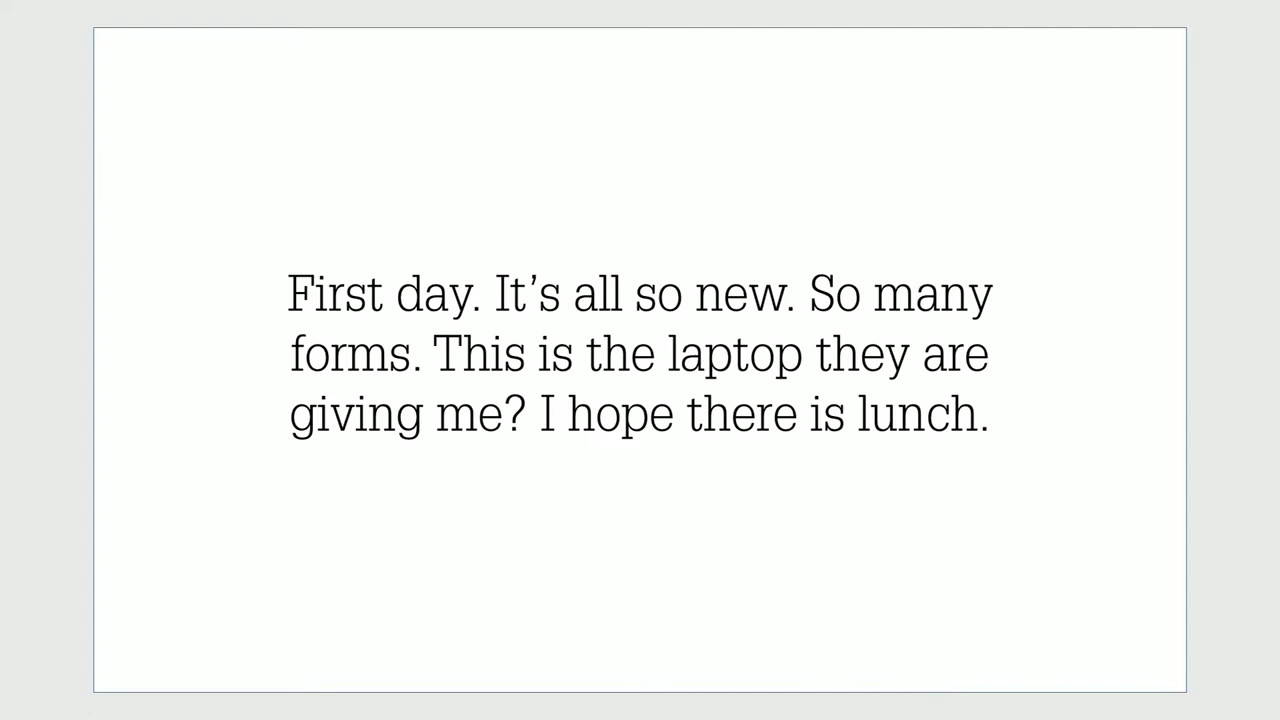 First day. It’s all so new. So many
forms. This is the laptop they are
giving me? I hope there is lunch.